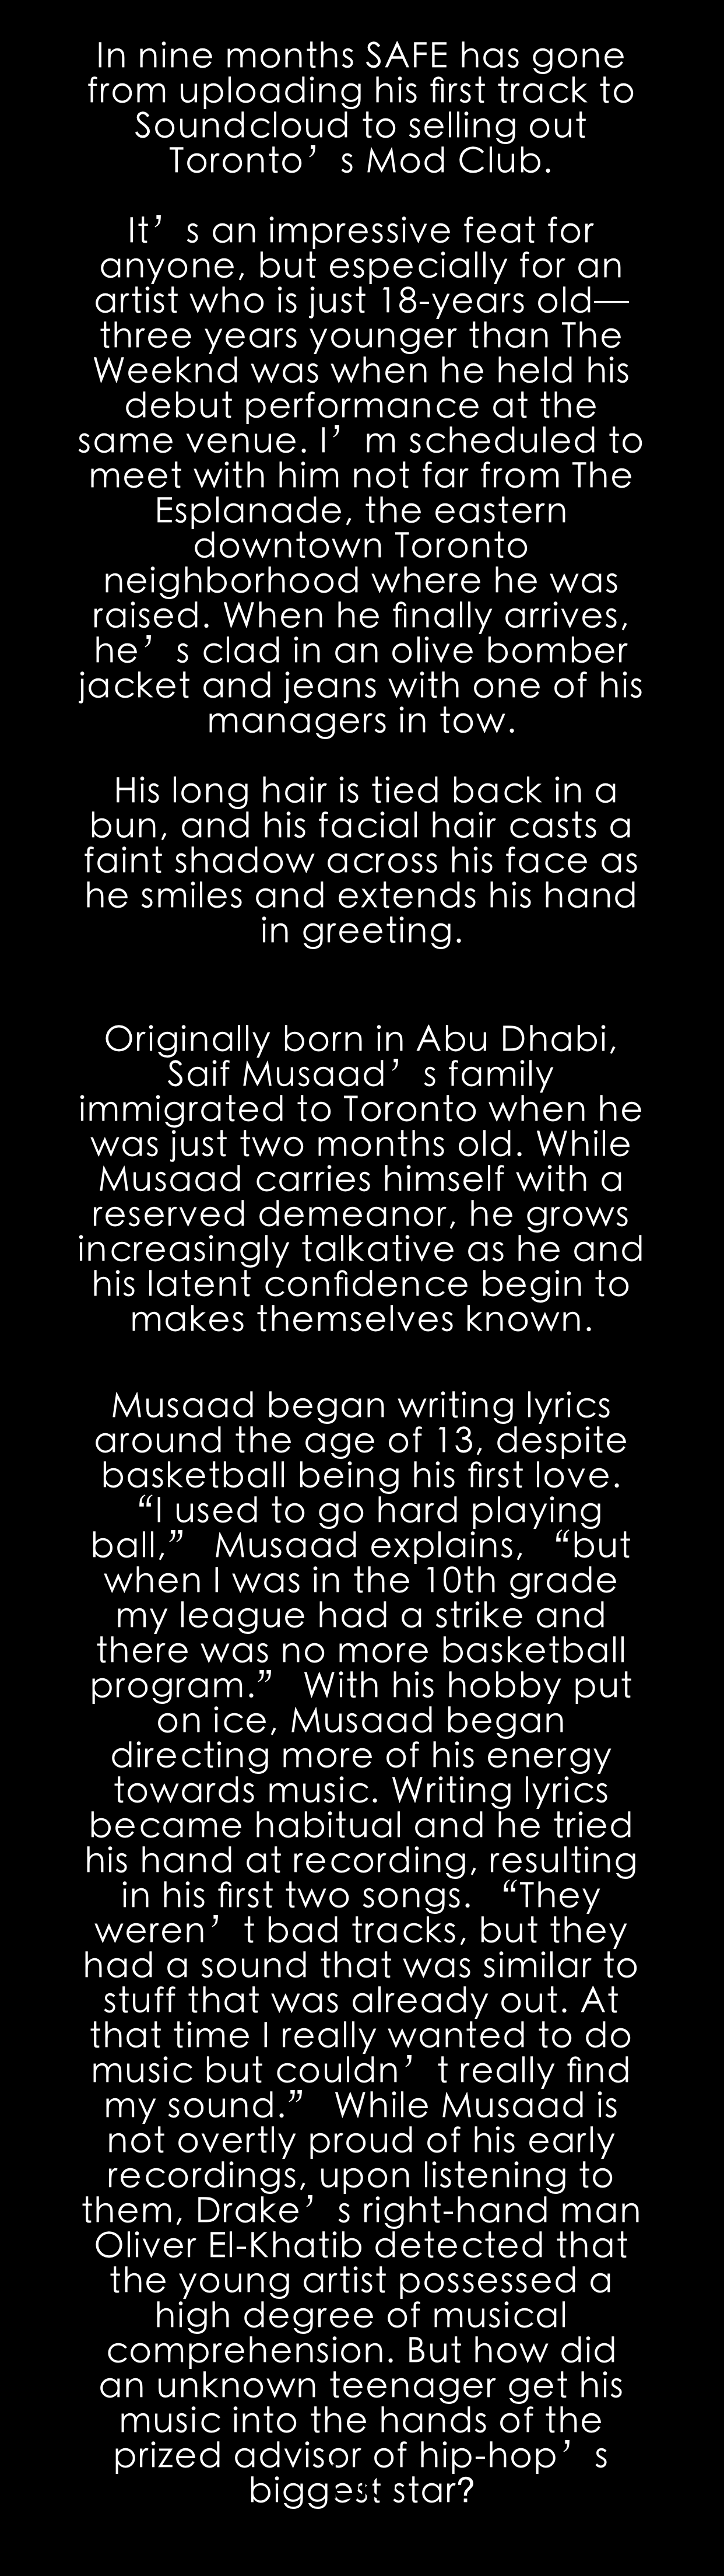 In nine months SAFE has gone
from uploading his first track to
Soundcloud to selling out
Toronto’s Mod Club.
It’s an impressive feat for
anyone, but especially for an
artist who is just 18-years old—
three years younger than The
Weeknd was when he held his
debut performance at the
same venue. I’m scheduled to
meet with him not far from The
Esplanade, the eastern
downtown Toronto
neighborhood where he was
raised. When he finally arrives,
he’s clad in an olive bomber
jacket and jeans with one of his
managers in tow.
His long hair is tied back in a
bun, and his facial hair casts a
faint shadow across his face as
he smiles and extends his hand
in greeting.
Originally born in Abu Dhabi,
Saif Musaad’s family
immigrated to Toronto when he
was just two months old. While
Musaad carries himself with a
reserved demeanor, he grows
increasingly talkative as he and
his latent confidence begin to
makes themselves known.
Musaad began writing lyrics
around the age of 13, despite
basketball being his first love.
“I used to go hard playing
ball,” Musaad explains, “but
when I was in the 10th grade
my league had a strike and
there was no more basketball
program.” With his hobby put
on ice, Musaad began
directing more of his energy
towards music. Writing lyrics
became habitual and he tried
his hand at recording, resulting
in his first two songs. “They
weren’t bad tracks, but they
had a sound that was similar to
stuff that was already out. At
that time I really wanted to do
music but couldn’t really find
my sound.” While Musaad is
not overtly proud of his early
recordings, upon listening to
them, Drake’s right-hand man
Oliver El-Khatib detected that
the young artist possessed a
high degree of musical
comprehension. But how did
an unknown teenager get his
music into the hands of the
prized advisor of hip-hop’s
biggest star?